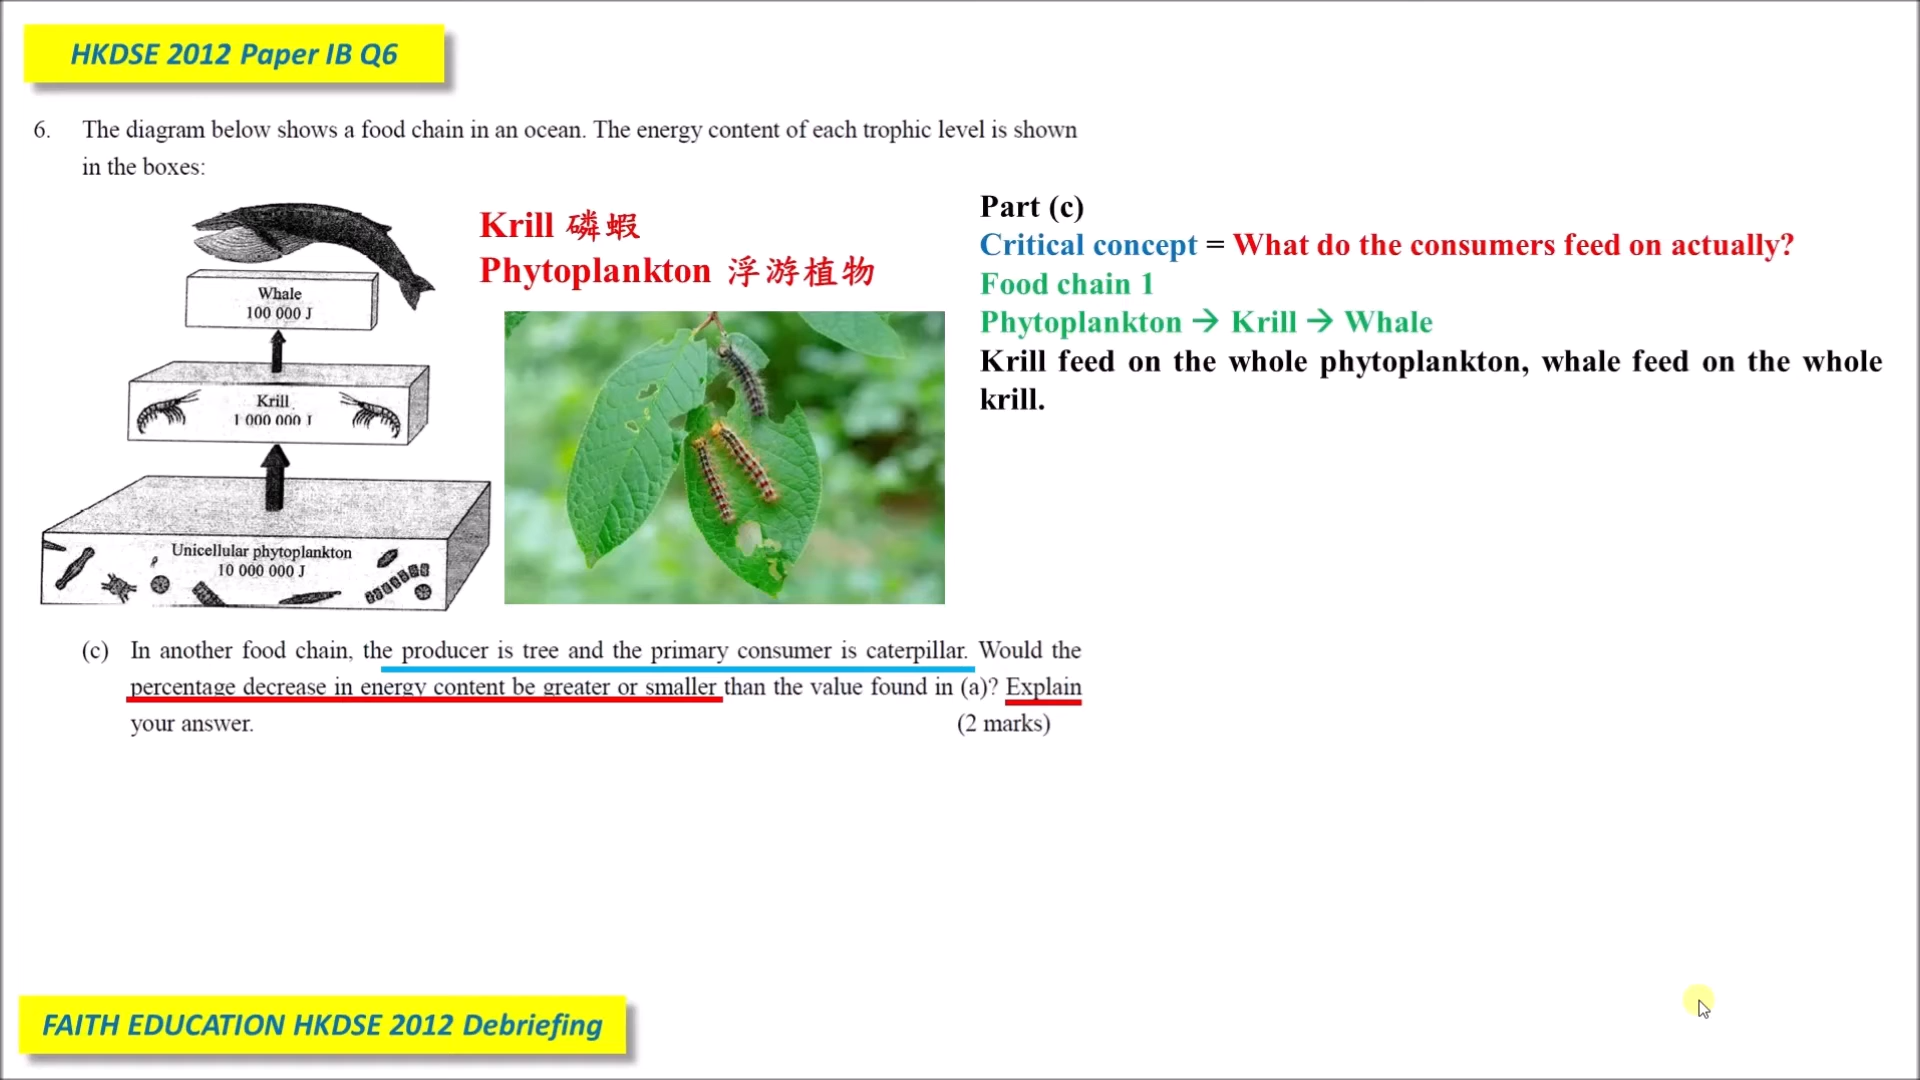 HKDSE 2012 Paper IB Q6
6. The diagram below shows a food chain in an ocean. The energy content of each trophic level is shown
in the boxes:
Whale
100 000 J
Krill
1 000 000 J
Unicellular phytoplankton
10 000 000 J
Krill 磷蝦
Phytoplankton 浮游植物
Part (c)
Critical concept = What do the consumers feed on actually?
Food chain 1
Phytoplankton → Krill → Whale
Krill feed on the whole phytoplankton, whale feed on the whole
krill.
(c) In another food chain, the producer is tree and the primary consumer is caterpillar. Would the
percentage decrease in energy content be greater or smaller than the value found in (a)? Explain
your answer. (2 marks)
FAITH EDUCATION HKDSE 2012 Debriefing